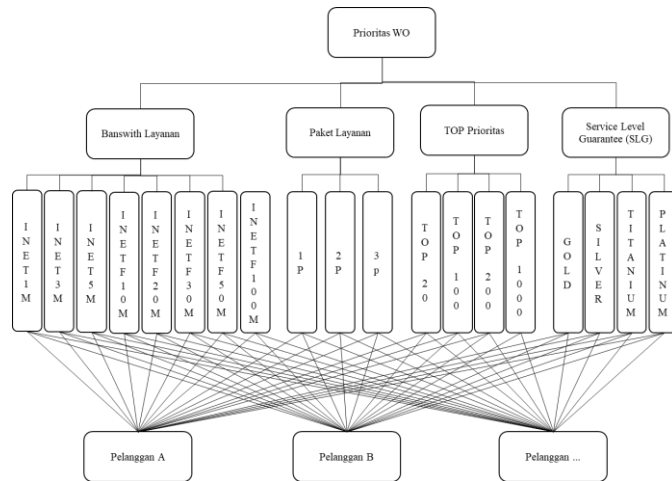 Prioritas WO
Banswith Layanan
Paket Layanan
TOP Prioritas
Service Level
Guarantee (SLG)
INET1M
INET3M
INET5M
INETF10M
INETF20M
INETF30M
INETF50M
INETF100M
1P
2P
3p
TOP 20
TOP 100
TOP 200
TOP 1000
GOLD
SILVER
TITANIUM
PLATINUM
Pelanggan A
Pelanggan B
Pelanggan ...